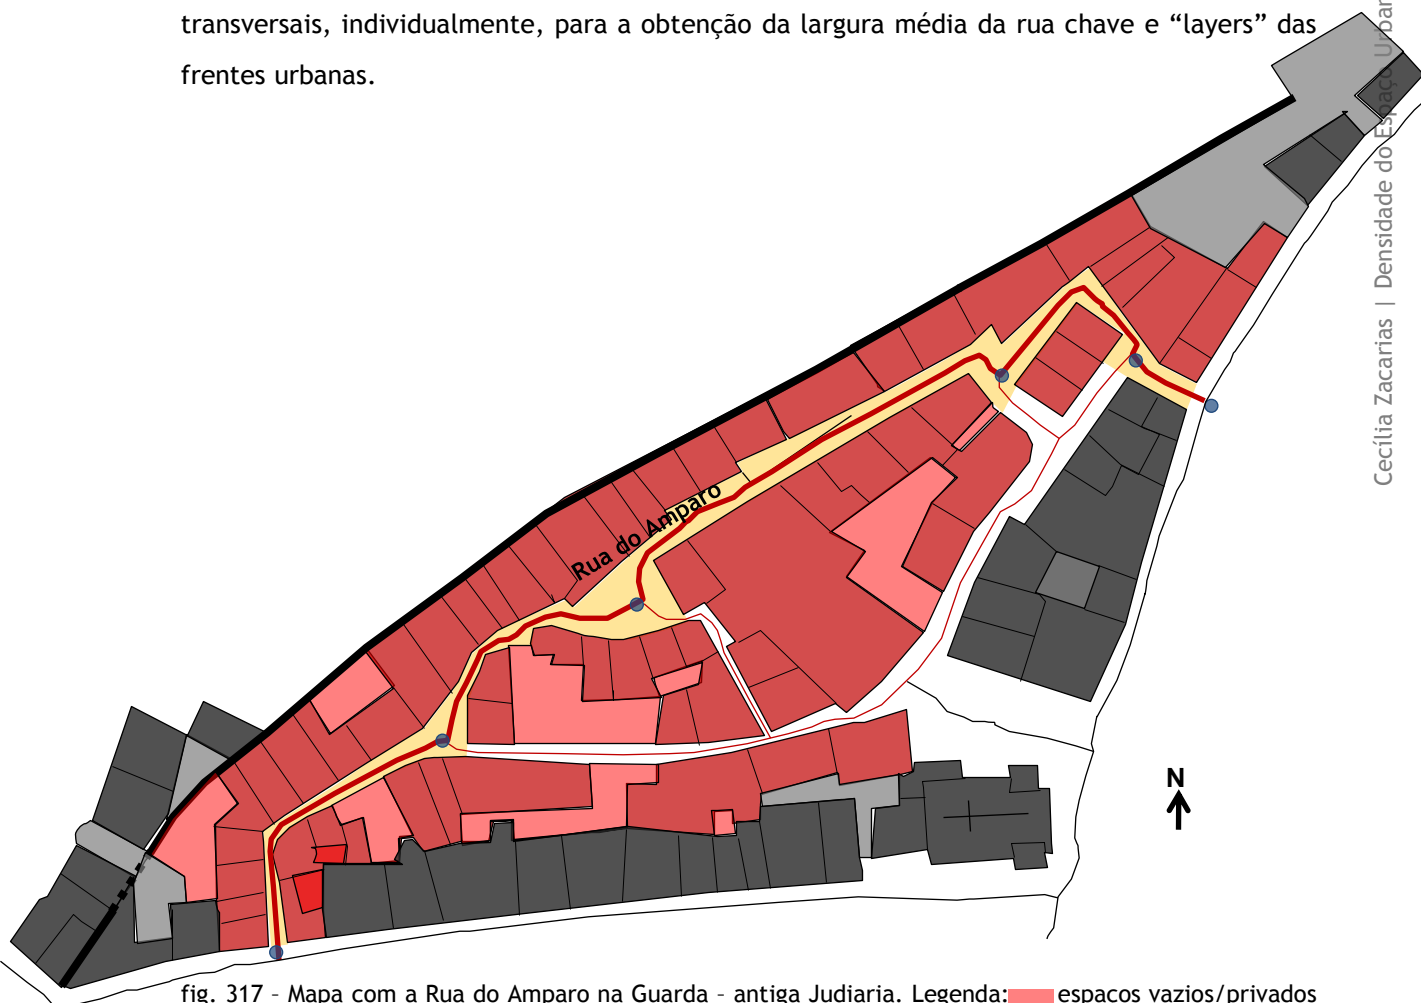 transversais, individualmente, para a obtenção da largura média da rua chave e “layers” das
frentes urbanas.
Cecília Zacarias | Densidade do Espaço Urban
Rua do Amparo
N
fig. 317 - Mapa com a Rua do Amparo na Guarda - antiga Judiaria. Legenda: espaços vazios/privados